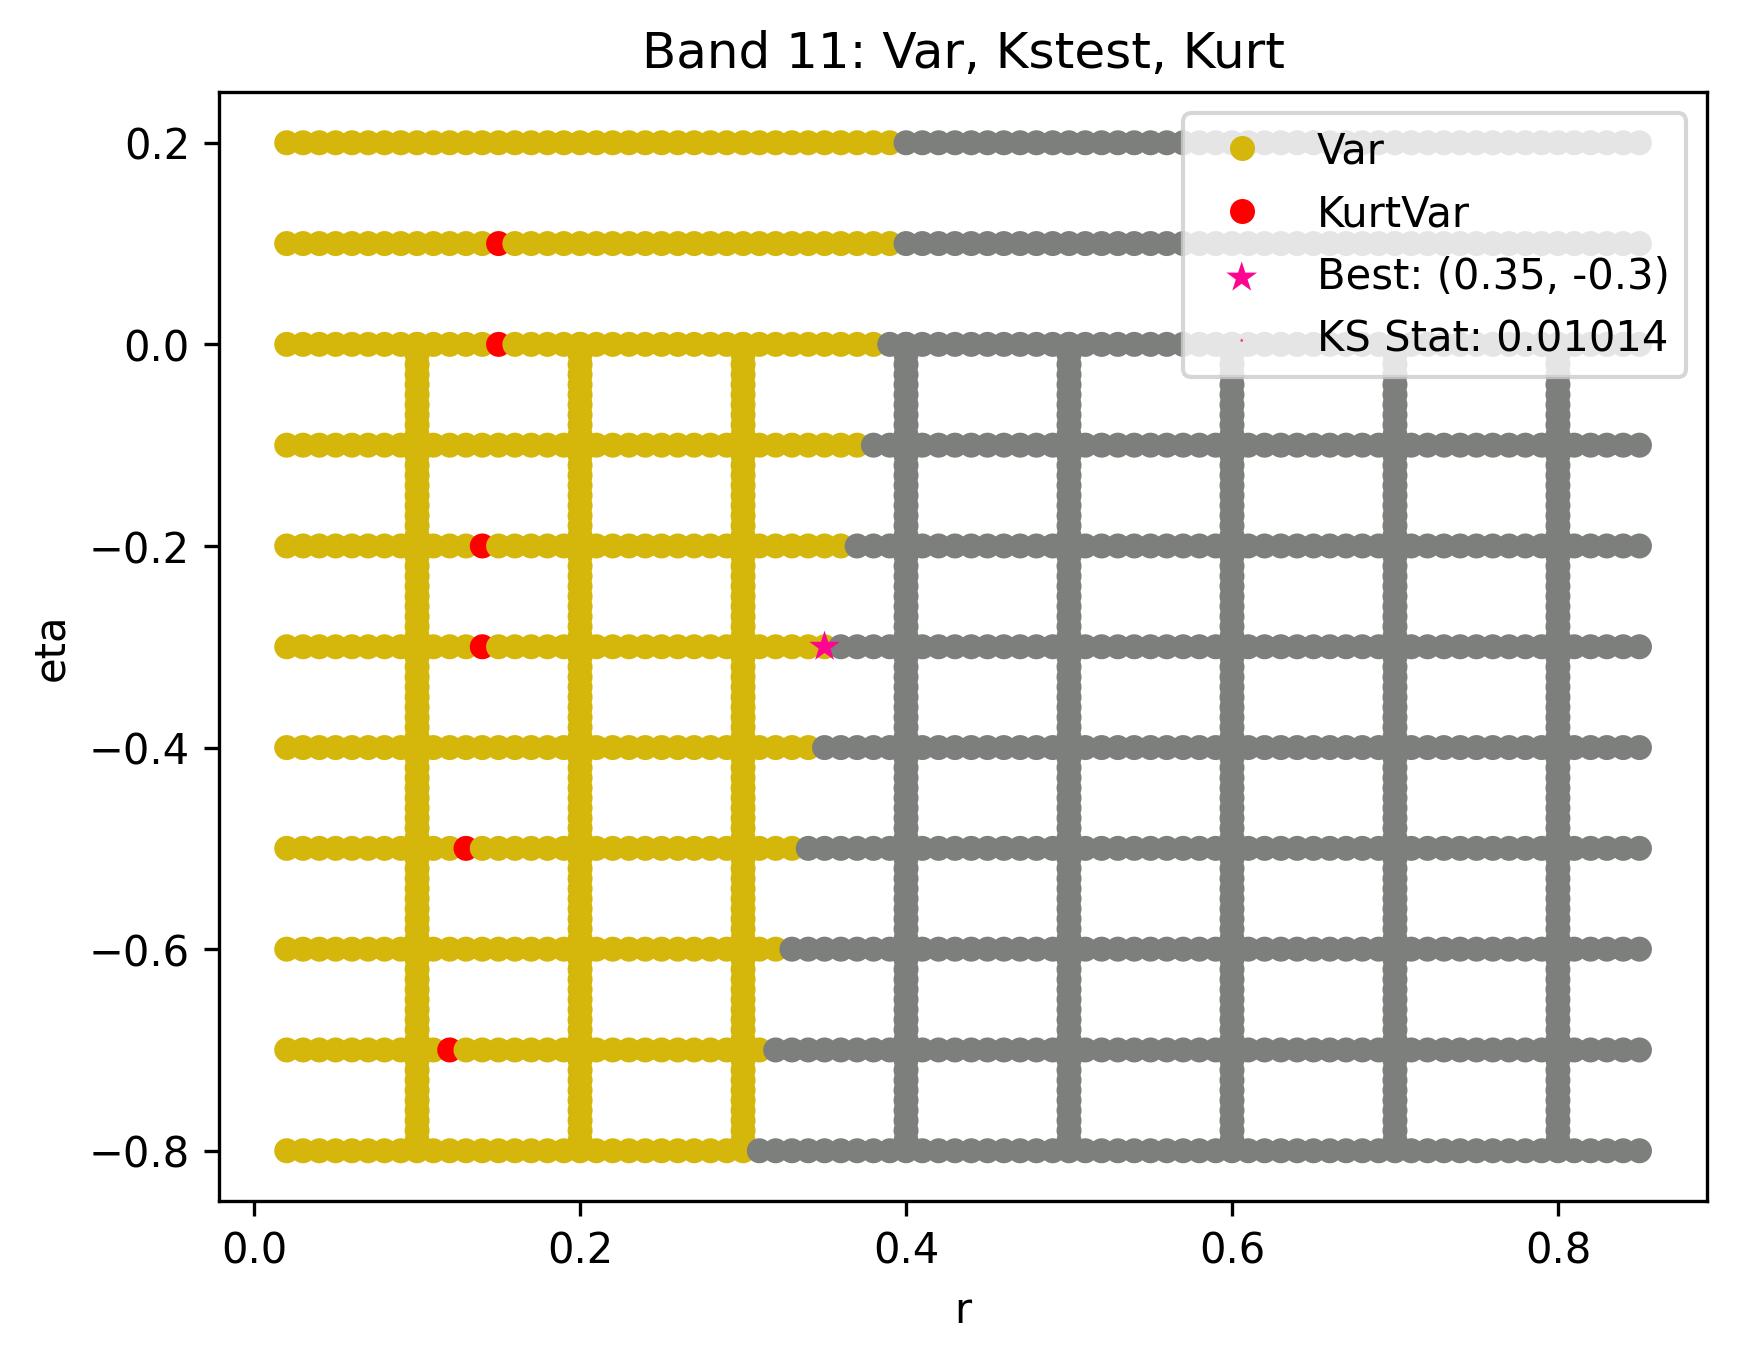 Band 11: Var, Kstest, Kurt
Var
KurtVar
Best: (0.35, -0.3)
KS Stat: 0.01014
eta
0.2
0.0
−0.2
−0.4
−0.6
−0.8
0.0 0.2 0.4 0.6 0.8
r